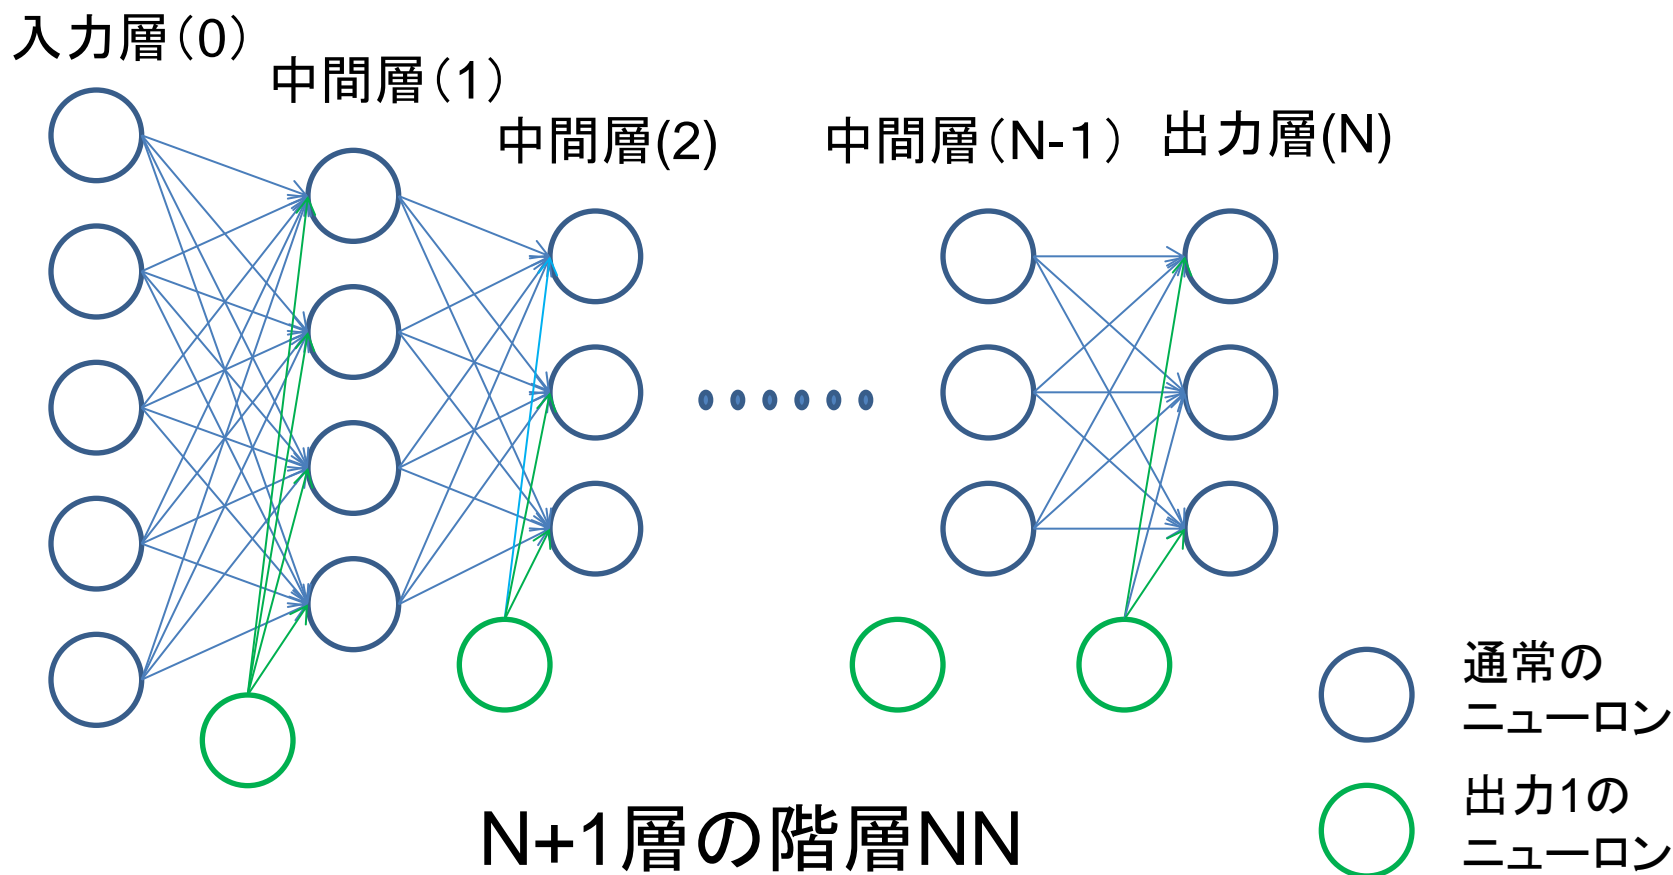 入力層（0）
中間層（1）
中間層(2)
中間層（N-1）
出力層(N)
通常の
ニューロン
出力1の
ニューロン
N+1層の階層NN